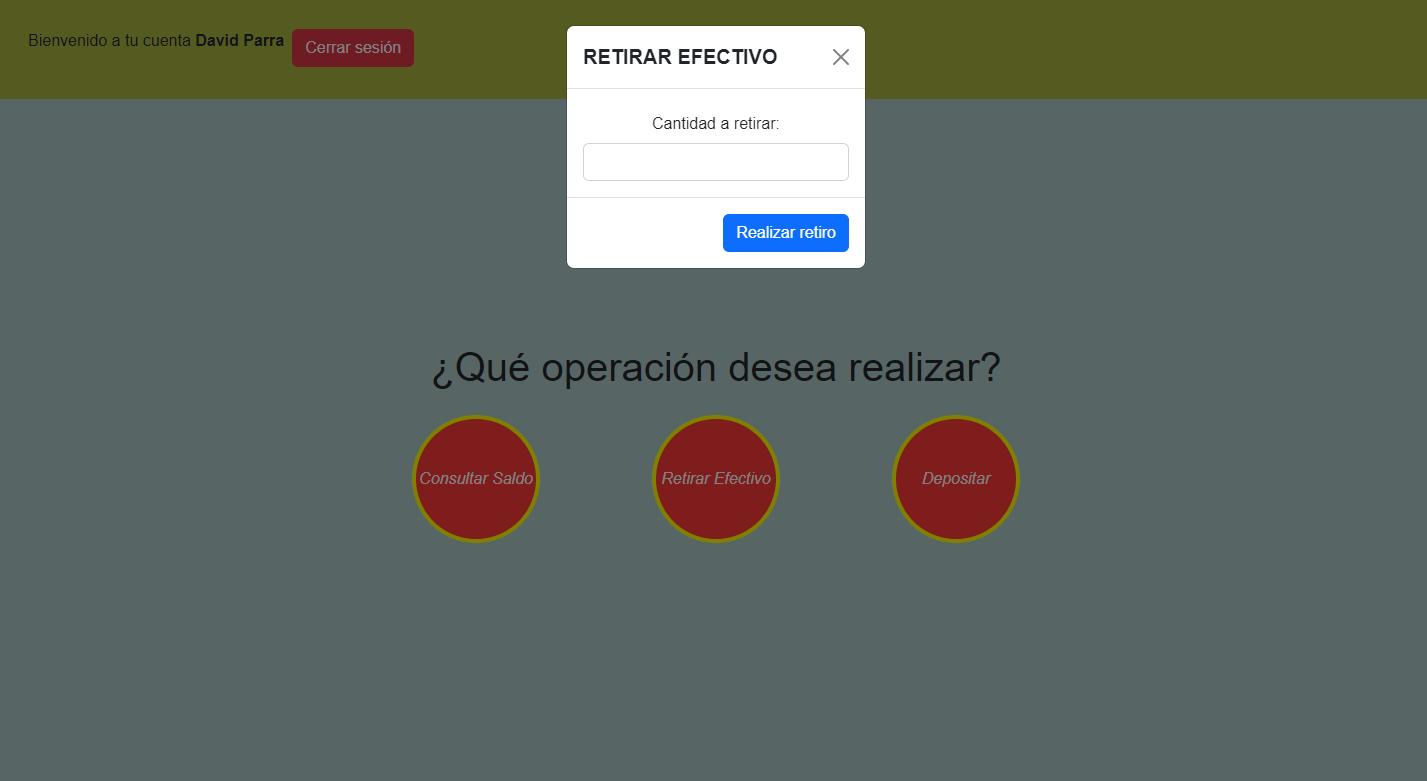 Bienvenido a tu cuenta David Parra Cerrar sesión
RETIRAR EFECTIVO
Cantidad a retirar:
Realizar retiro
¿Qué operación desea realizar?
Consultar Saldo
Retirar Efectivo
Depositar